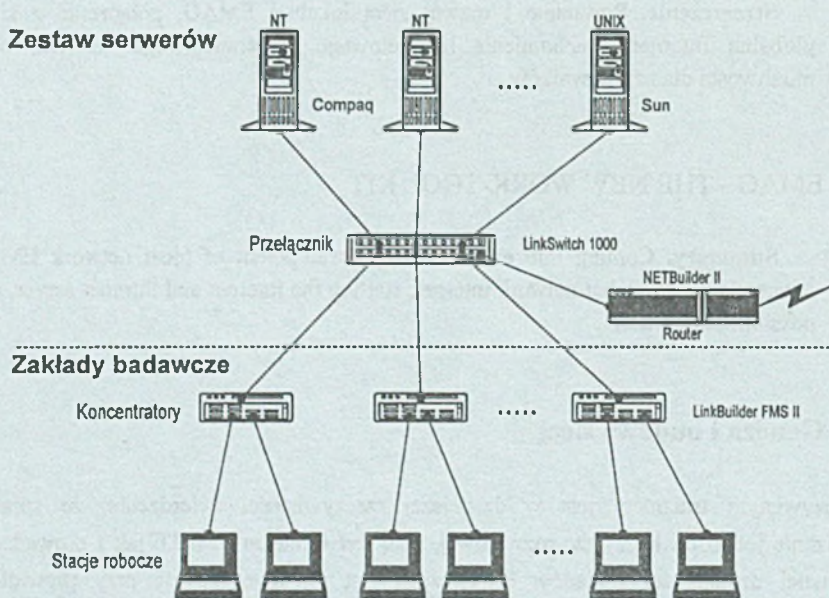 NT NT UNIX
Zestaw serwerów
Compaq Sun
Przełącznik LinkSwitch 1000
NETBuilder II
Router
Zakłady badawcze
Koncentratory LinkBuilder FMS II
Stacje robocze